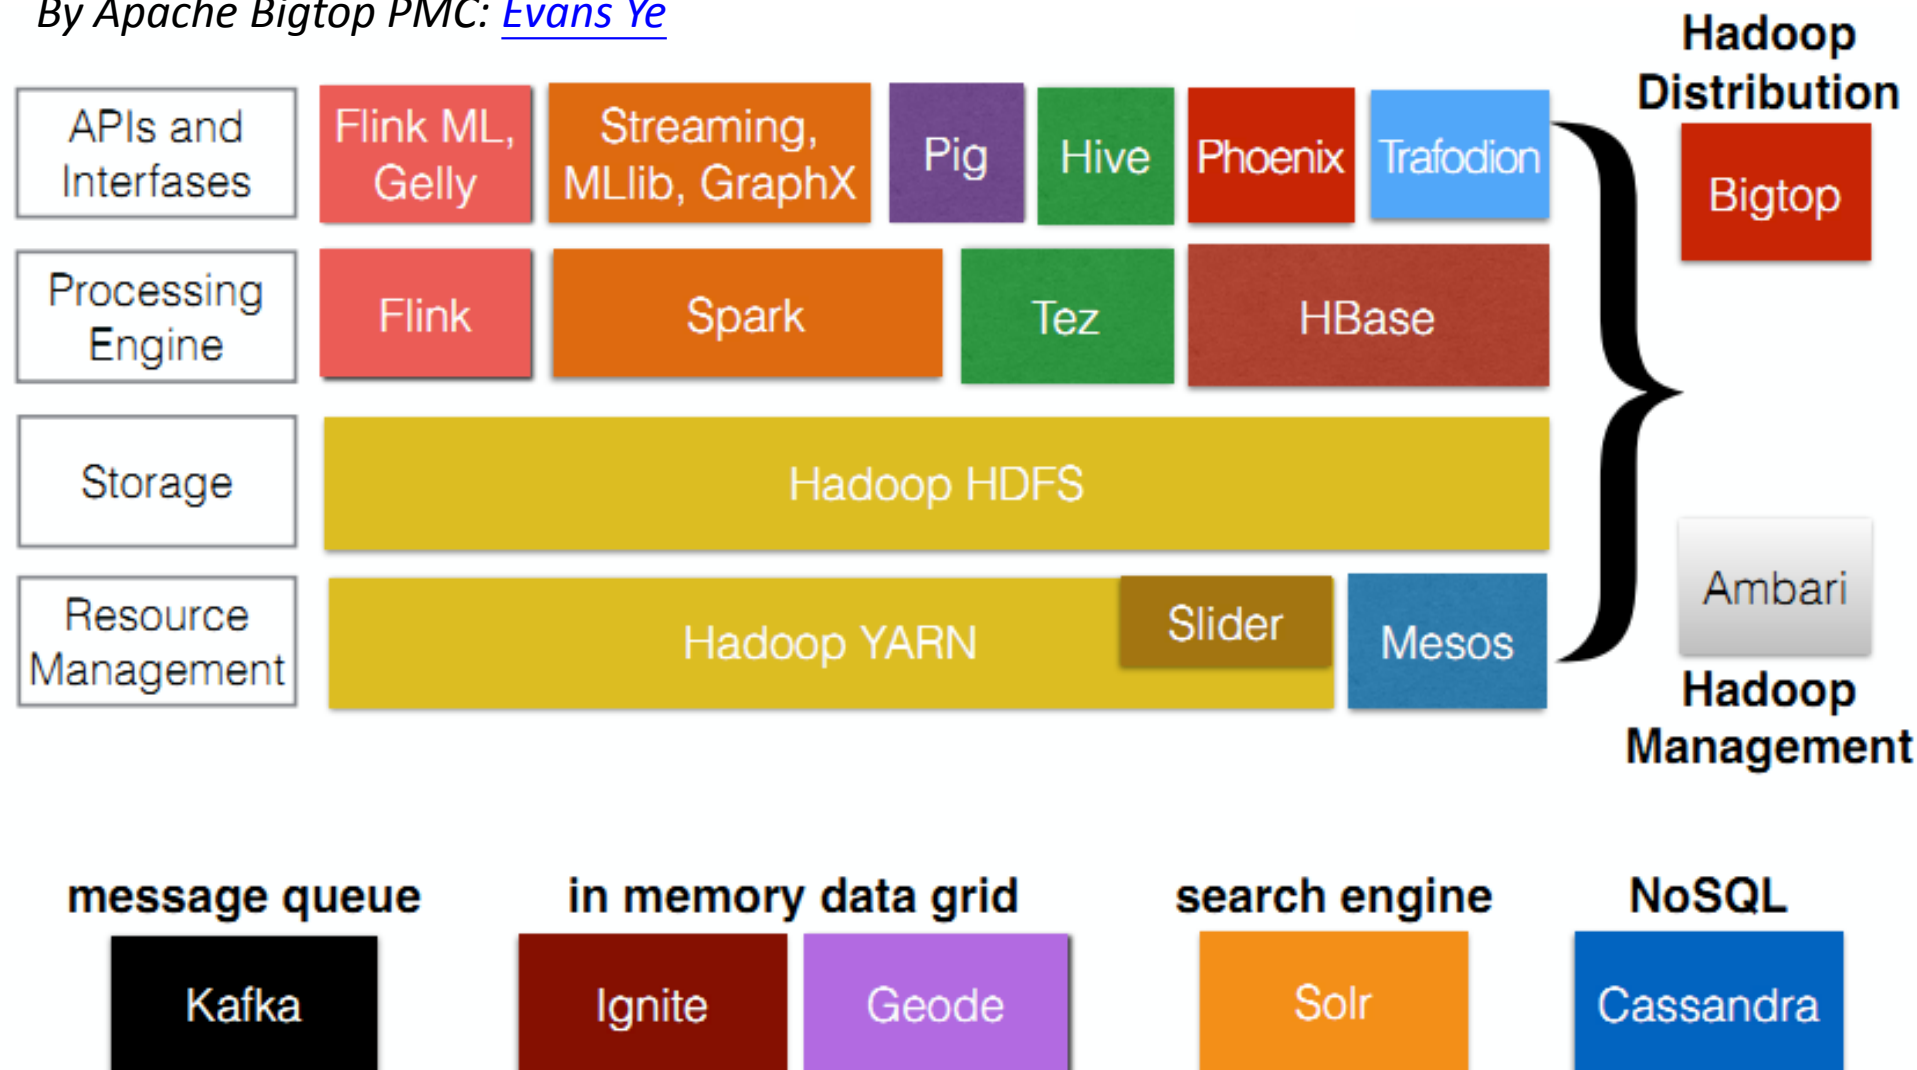 By Apache Bigtop PMC: Evans Ye
Hadoop
Distribution
Bigtop
APIs and
Interfases
Flink ML,
Gelly
Streaming,
MLlib, GraphX
Pig
Hive
Phoenix
Trafodion
Processing
Engine
Flink
Spark
Tez
HBase
Storage
Hadoop HDFS
Resource
Management
Hadoop YARN
Slider
Mesos
Ambari
Hadoop
Management
message queue
Kafka
in memory data grid
Ignite
Geode
search engine
Solr
NoSQL
Cassandra